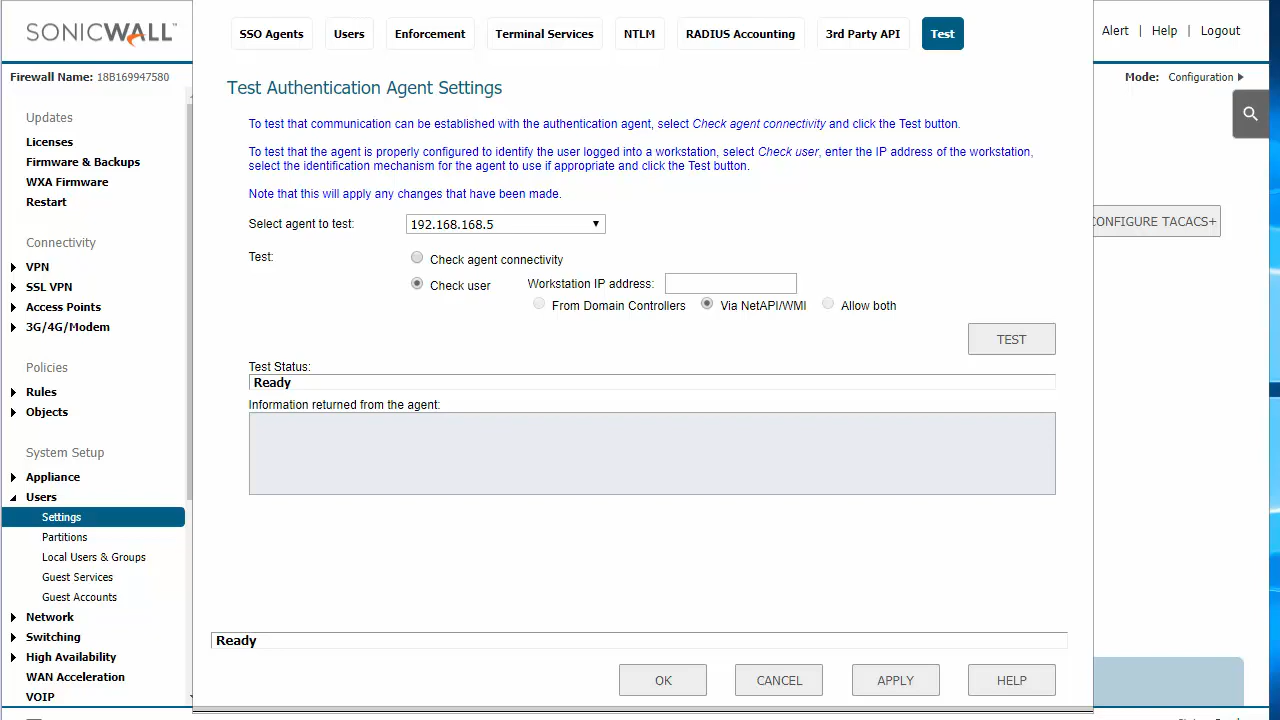 SONICWALL™
SSO Agents
Users
Enforcement
Terminal Services
NTLM
RADIUS Accounting
3rd Party API
Test
Alert | Help | Logout
Firewall Name: 18B169947580
Mode: Configuration
Updates
Licenses
Firmware & Backups
WXA Firmware
Restart
Connectivity
VPN
SSL VPN
Access Points
3G/4G/Modem
Policies
Rules
Objects
System Setup
Appliance
Users
Settings
Partitions
Local Users & Groups
Guest Services
Guest Accounts
Network
Switching
High Availability
WAN Acceleration
VOIP
Test Authentication Agent Settings
To test that communication can be established with the authentication agent, select Check agent connectivity and click the Test button.
To test that the agent is properly configured to identify the user logged into a workstation, select Check user, enter the IP address of the workstation,
select the identification mechanism for the agent to use if appropriate and click the Test button.
Note that this will apply any changes that have been made.
Select agent to test: 192.168.168.5
Test: Check agent connectivity
Check user Workstation IP address:
From Domain Controllers Via NetAPI/WMI Allow both
TEST
Test Status:
Ready
Information returned from the agent:
Ready
OK
CANCEL
APPLY
HELP
CONFIGURE TACACS+